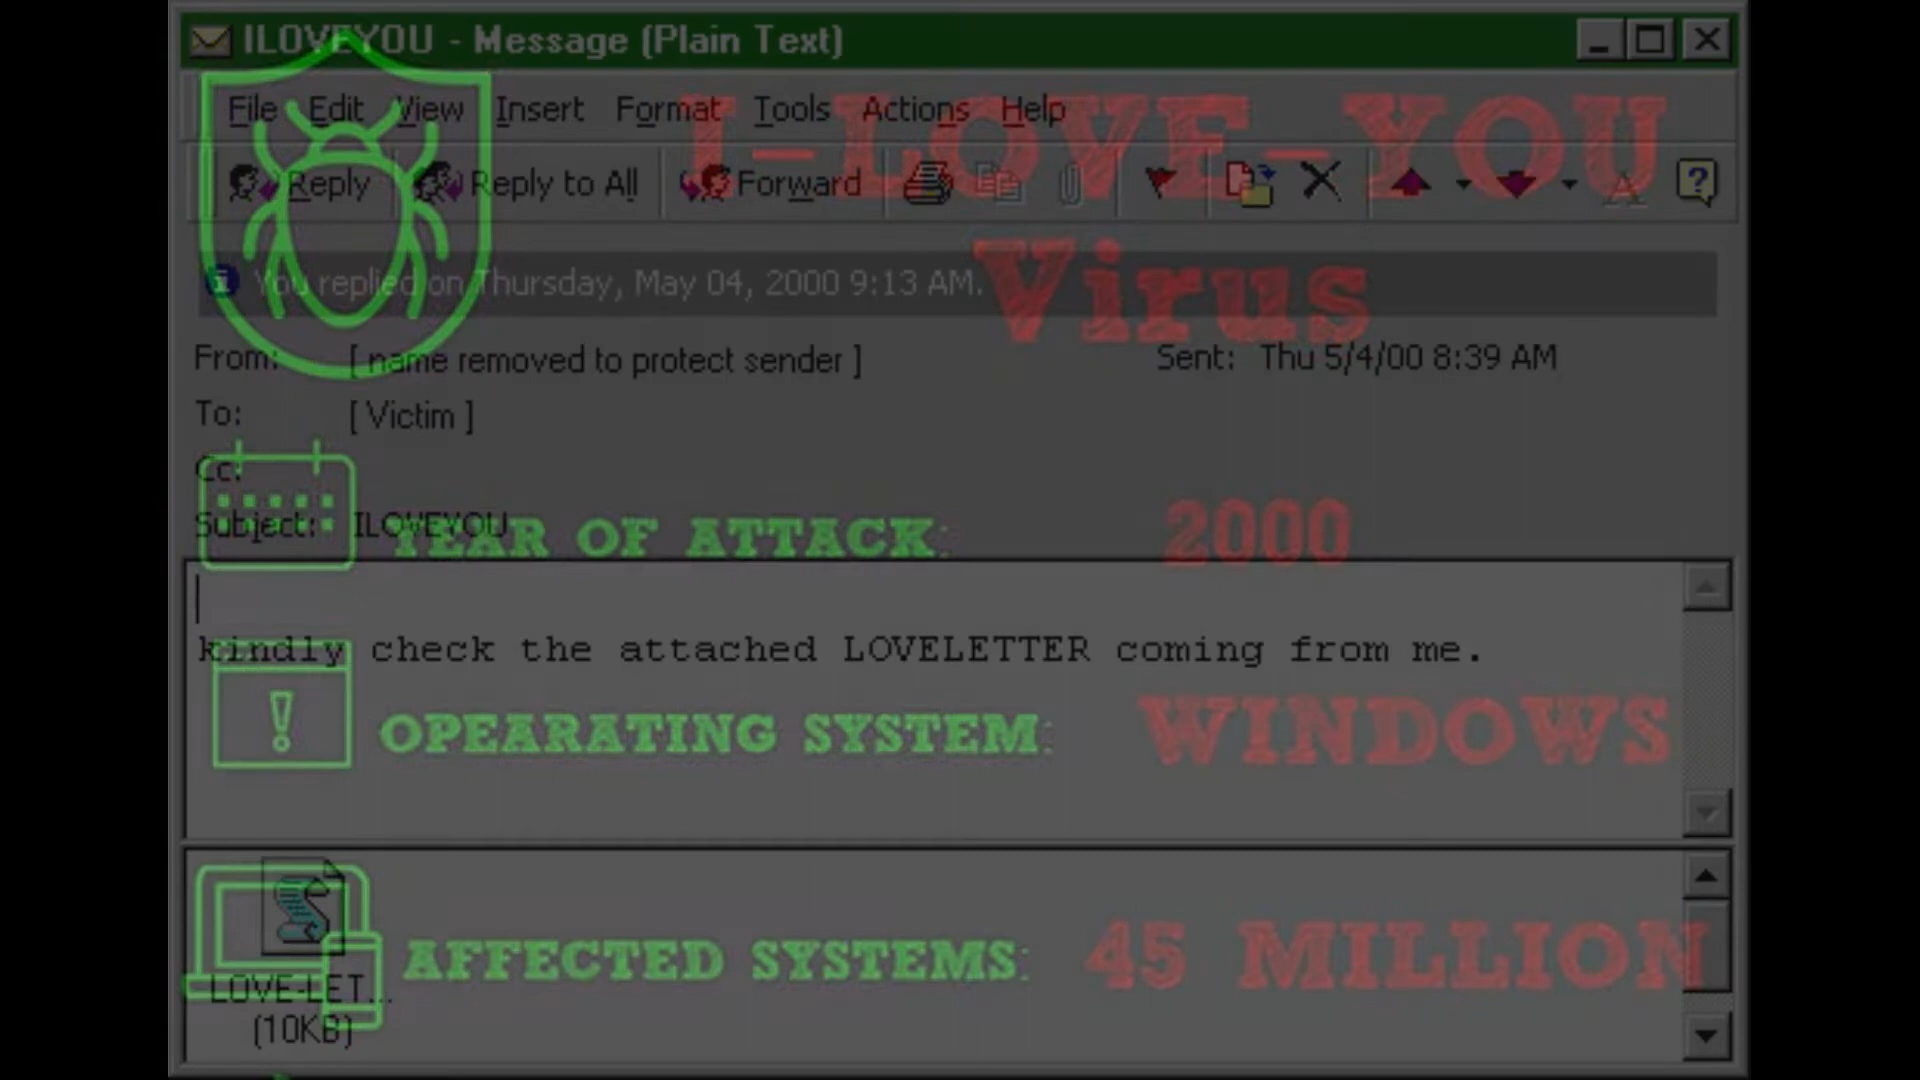 ILOVEYOU - Message (Plain Text)
File Edit View Insert Format Tools Actions Help
I-LOVE-YOU
Virus
Reply Reply to All Forward
You replied on Thursday, May 04, 2000 9:13 AM.
From: [ name removed to protect sender ] Sent: Thu 5/4/00 8:39 AM
To: [ Victim ]
Cc:
Subject: ILOVEYOU
YEAR OF ATTACK: 2000
kindly check the attached LOVELETTER coming from me.
OPEARATING SYSTEM: WINDOWS
AFFECTED SYSTEMS: 45 MILLION
LOVE-LET...
(10KB)